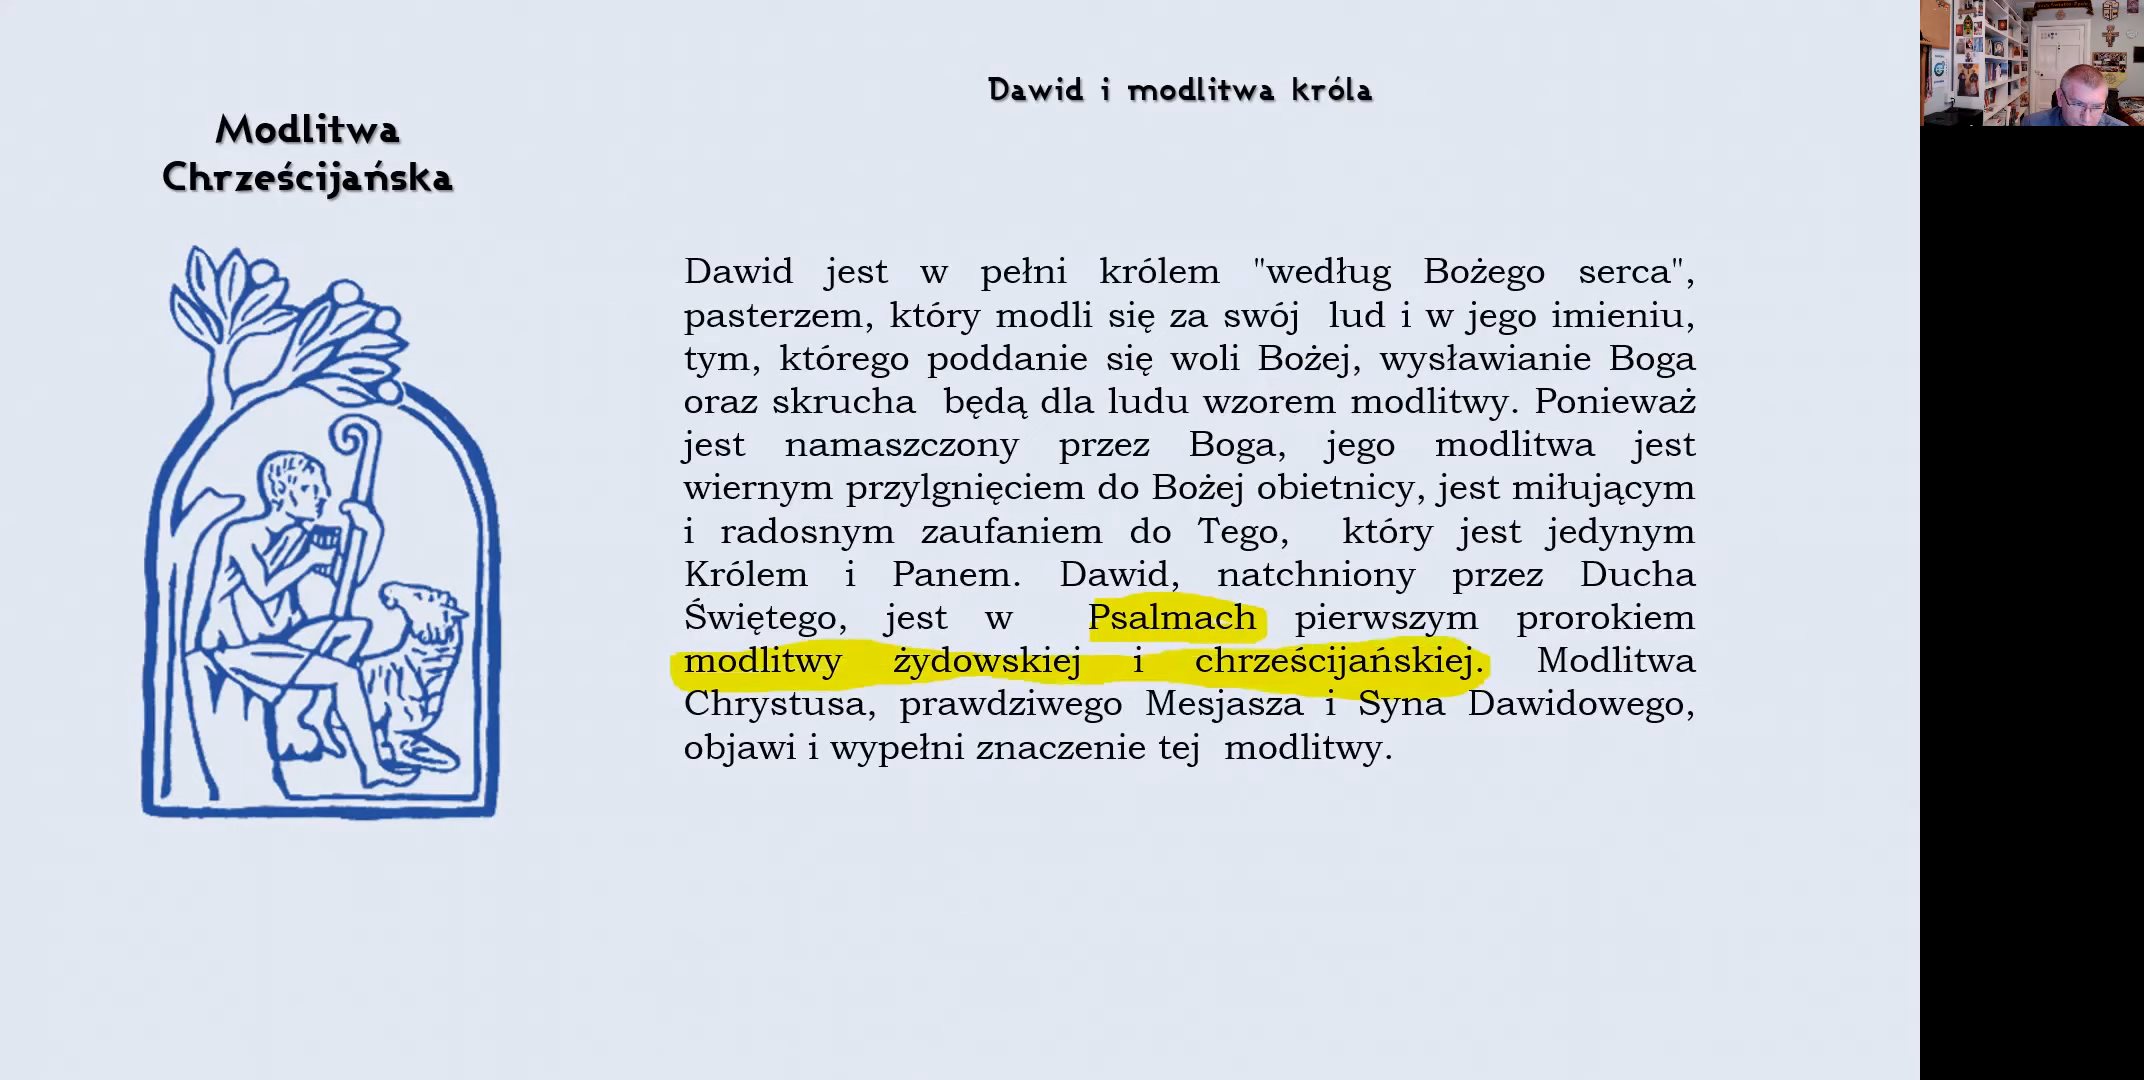 Modlitwa
Chrześcijańska
Dawid i modlitwa króla
Dawid jest w pełni królem "według Bożego serca",
pasterzem, który modli się za swój lud i w jego imieniu,
tym, którego poddanie się woli Bożej, wysławianie Boga
oraz skrucha będą dla ludu wzorem modlitwy. Ponieważ
jest namaszczony przez Boga, jego modlitwa jest
wiernym przylgnięciem do Bożej obietnicy, jest miłującym
i radosnym zaufaniem do Tego, który jest jedynym
Królem i Panem. Dawid, natchniony przez Ducha
Świętego, jest w Psalmach pierwszym prorokiem
modlitwy żydowskiej i chrześcijańskiej. Modlitwa
Chrystusa, prawdziwego Mesjasza i Syna Dawidowego,
objawi i wypełni znaczenie tej modlitwy.